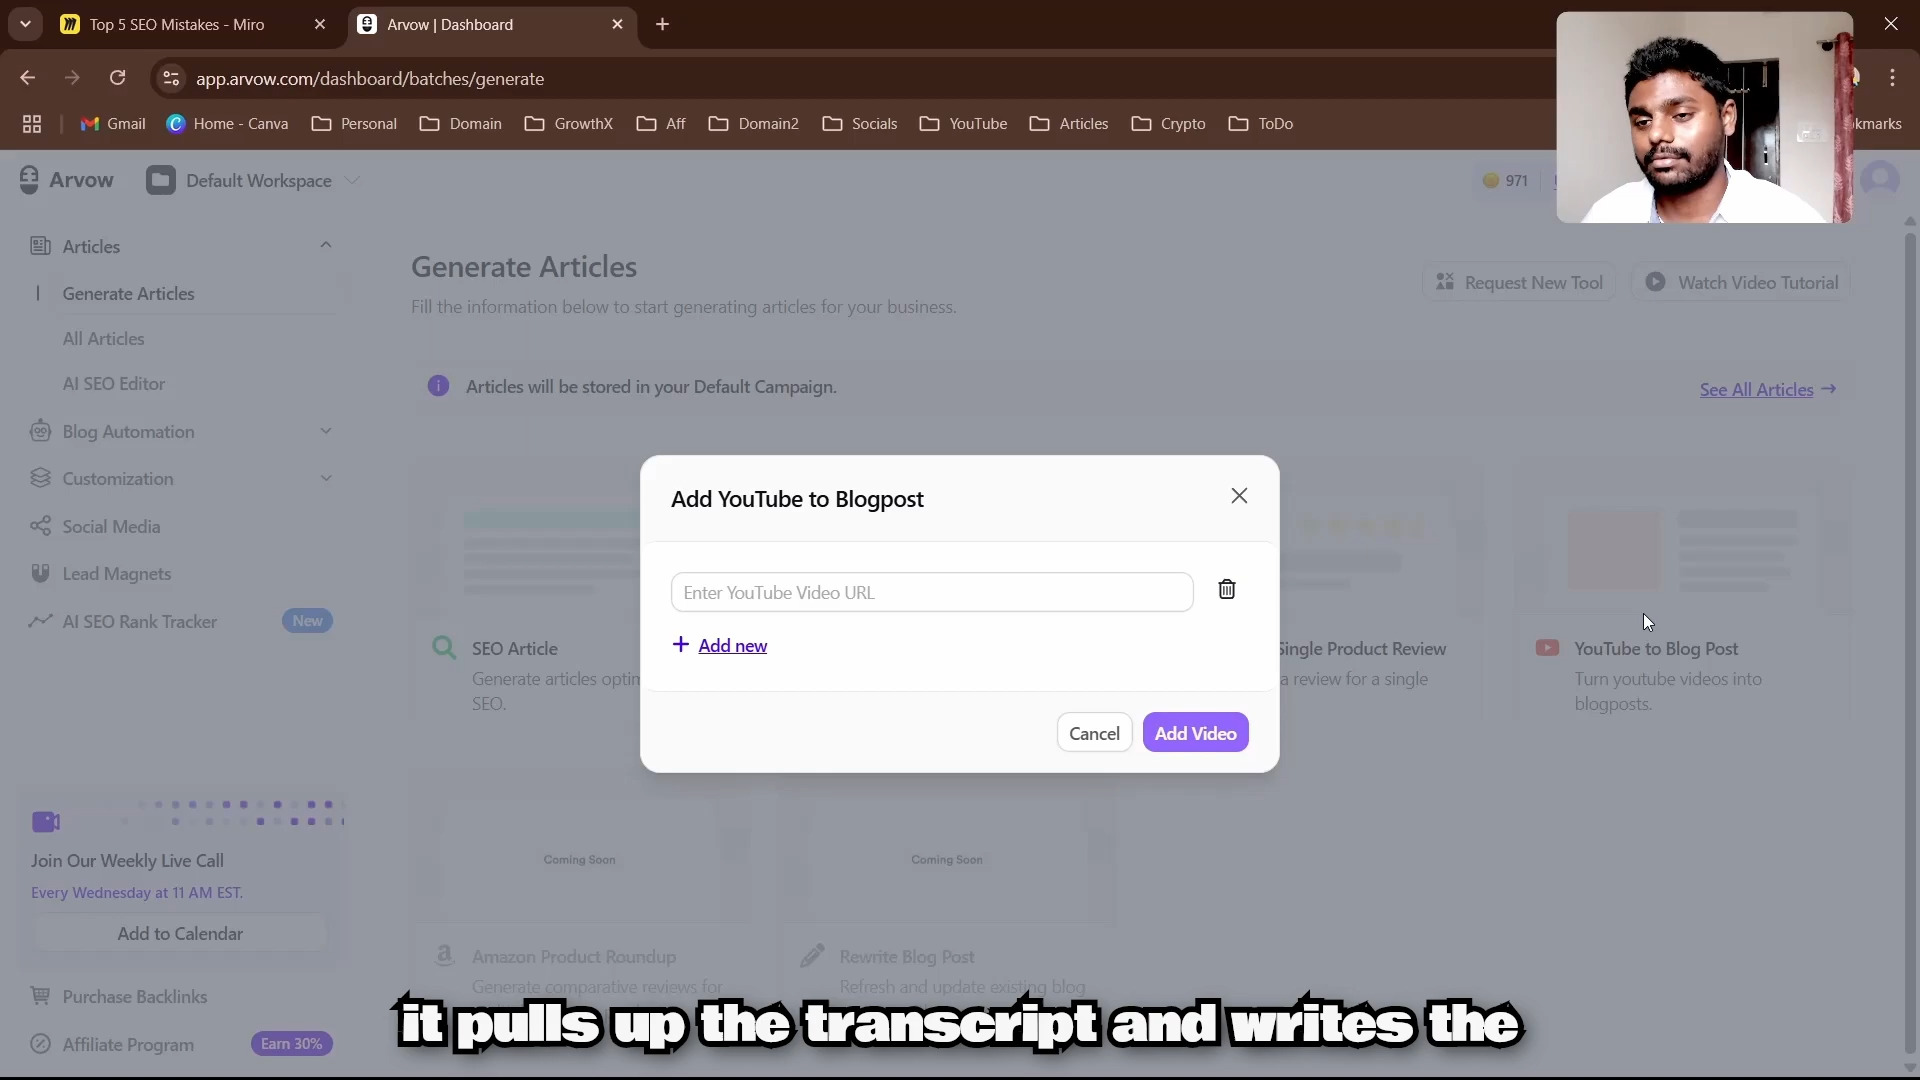 Top 5 SEO Mistakes - Miro
Arvow | Dashboard
app.arvow.com/dashboard/batches/generate
Gmail
Home - Canva
Personal
Domain
GrowthX
Aff
Domain2
Socials
YouTube
Articles
Crypto
ToDo
kmarks
Arvow
Default Workspace
971
Articles
Generate Articles
All Articles
AI SEO Editor
Blog Automation
Customization
Social Media
Lead Magnets
AI SEO Rank Tracker
New
Join Our Weekly Live Call
Every Wednesday at 11 AM EST.
Add to Calendar
Purchase Backlinks
Affiliate Program
Earn 30%
Generate Articles
Fill the information below to start generating articles for your business.
Request New Tool
Watch Video Tutorial
Articles will be stored in your Default Campaign.
See All Articles →
Add YouTube to Blogpost
Enter YouTube Video URL
+ Add new
Cancel
Add Video
SEO Article
Generate articles optim
SEO.
Single Product Review
a review for a single
YouTube to Blog Post
Turn youtube videos into
blogposts.
Coming Soon
Coming Soon
Amazon Product Roundup
Generate comparative reviews for
Rewrite Blog Post
Refresh and update existing blog
it pulls up the transcript and writes the